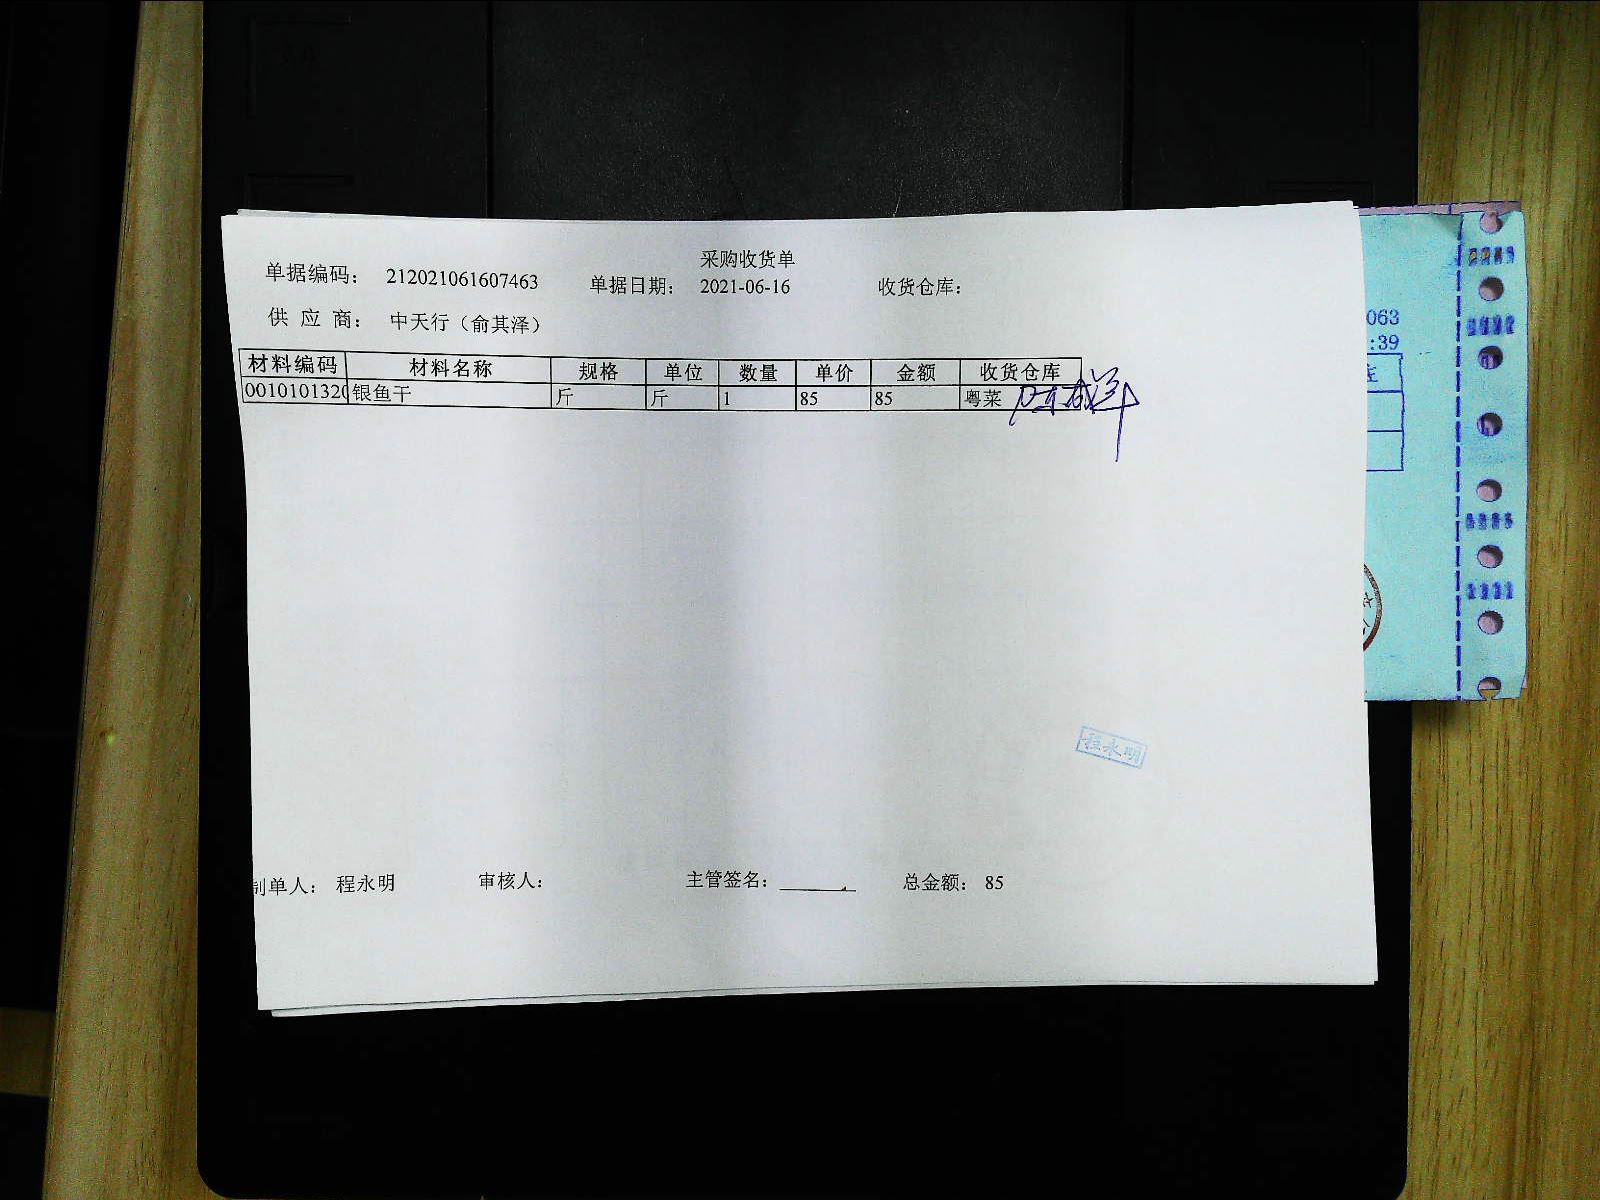 采购收货单
单据编码： 212021061607463 单据日期： 2021-06-16 收货仓库：
供 应 商： 中天行（俞其泽）
材料编码 材料名称 规格 单位 数量 单价 金额 收货仓库
0010101320 银鱼干 斤 斤 1 85 85 粤菜
程永明
制单人： 程永明 审核人： 主管签名： 总金额： 85
063
:39